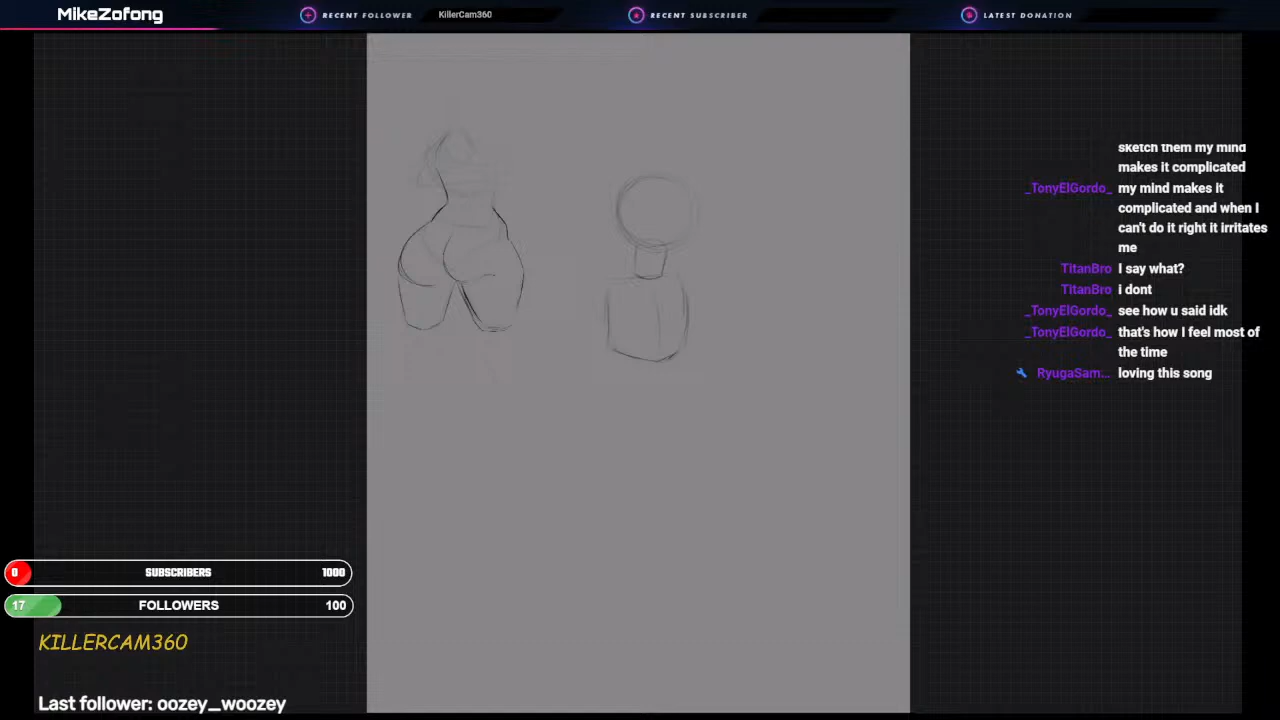 MikeZofong
RECENT FOLLOWER
KillerCam360
RECENT SUBSCRIBER
LATEST DONATION
sketch them my mind
makes it complicated
_TonyElGordo_ my mind makes it
complicated and when I
can't do it right it irritates
me
TitanBro I say what?
TitanBro i dont
_TonyElGordo_ see how u said idk
_TonyElGordo_ that's how I feel most of
the time
RyugaSam... loving this song
0 SUBSCRIBERS 1000
17 FOLLOWERS 100
KILLERCAM360
Last follower: oozey_woozey